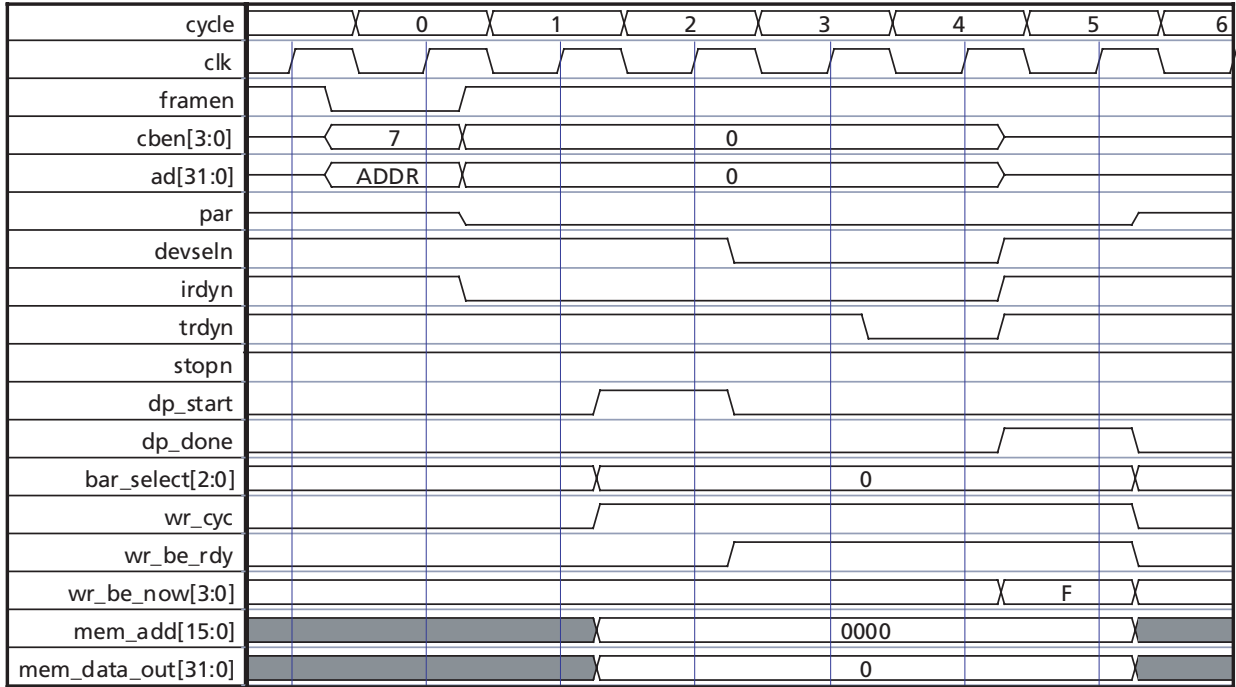 cycle 0 1 2 3 4 5 6
clk
framen
cben[3:0] 7 0
ad[31:0] ADDR 0
par
devseln
irdyn
trdyn
stopn
dp_start
dp_done
bar_select[2:0] 0
wr_cyc
wr_be_rdy
wr_be_now[3:0] F
mem_add[15:0] 0000
mem_data_out[31:0] 0